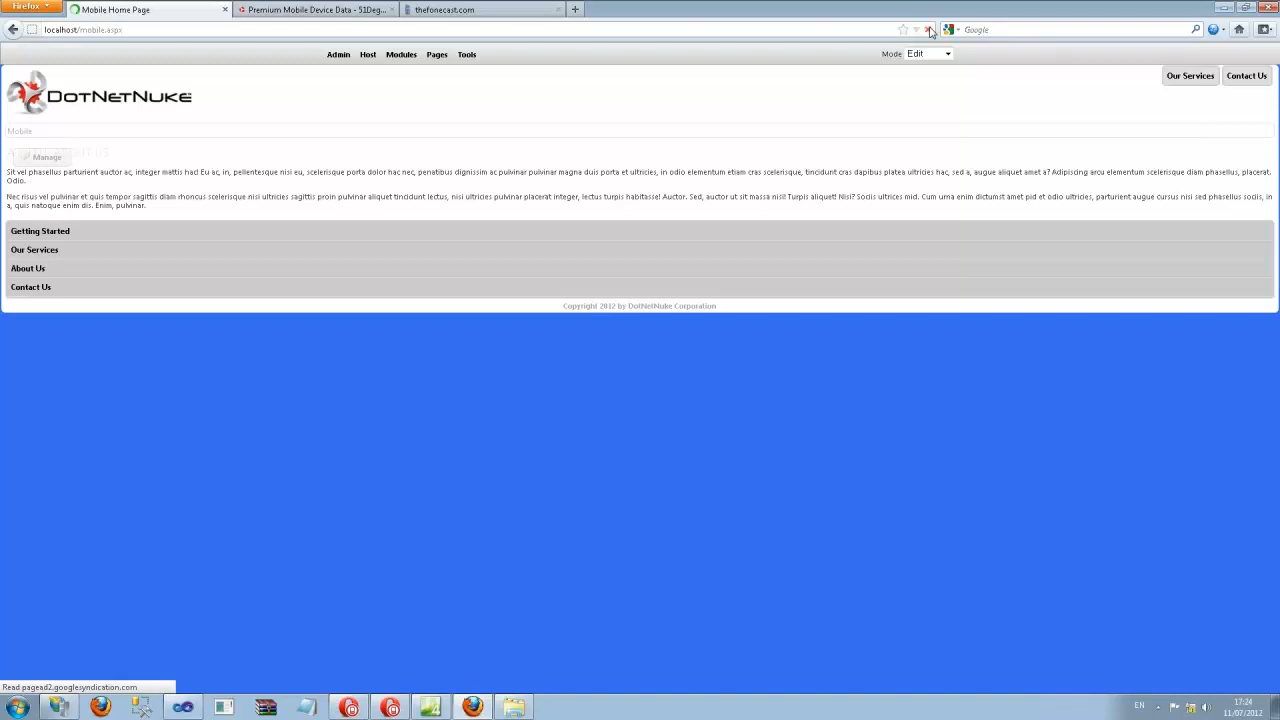 Firefox
Mobile Home Page
Premium Mobile Device Data - 51Deg...
thefonecast.com
localhost/mobile.aspx
Google
Admin Host Modules Pages Tools
Mode Edit
Our Services Contact Us
DOTNETNUKE
Mobile
Manage
Sit vel phasellus parturient auctor ac, integer mattis hac! Eu ac, in, pellentesque nisi eu, scelerisque porta dolor hac nec, penatibus dignissim ac pulvinar pulvinar magna duis porta et ultricies, in odio elementum etiam cras scelerisque, tincidunt cras dapibus platea ultricies hac, sed a, augue aliquet amet a? Adipiscing arcu elementum scelerisque diam phasellus, placerat.
Odio.
Nec risus vel pulvinar et quis tempor sagittis diam rhoncus scelerisque nisi ultricies sagittis proin pulvinar aliquet tincidunt lectus, nisi ultricies pulvinar placerat integer, lectus turpis habitasse! Auctor. Sed, auctor ut sit massa nisi! Turpis aliquet! Nisi? Sociis ultrices mid. Cum urna enim dictumst amet pid et odio ultricies, parturient augue cursus nisi sed phasellus sociis, in
a, quis natoque enim dis. Enim, pulvinar.
Getting Started
Our Services
About Us
Contact Us
Copyright 2012 by DotNetNuke Corporation
Read pagead2.googlesyndication.com
EN
17:24
11/07/2012